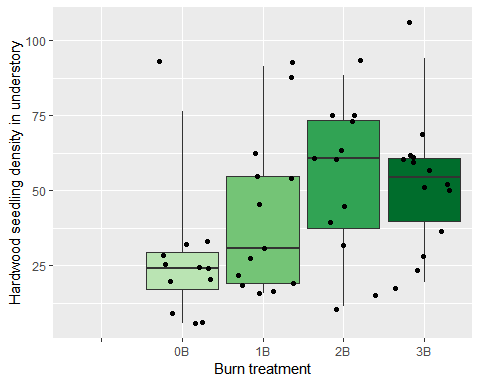 Hardwood seedling density in understory
100
75
50
25
0B 1B 2B 3B
Burn treatment